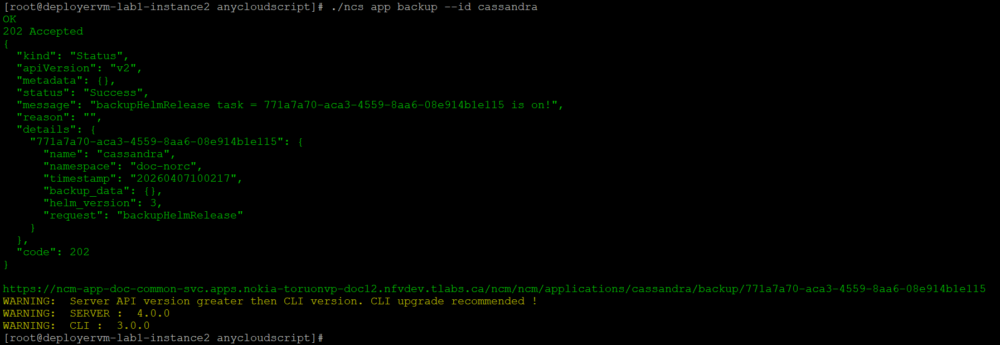 [root@deployervm-lab1-instance2 anycloudscript]# ./ncs app backup --id cassandra
OK
202 Accepted
{
  "kind": "Status",
  "apiVersion": "v2",
  "metadata": {},
  "status": "Success",
  "message": "backupHelmRelease task = 771a7a70-aca3-4559-8aa6-08e914b1e115 is on!",
  "reason": "",
  "details": {
    "771a7a70-aca3-4559-8aa6-08e914b1e115": {
      "name": "cassandra",
      "namespace": "doc-norc",
      "timestamp": "20260407100217",
      "backup_data": {},
      "helm_version": 3,
      "request": "backupHelmRelease"
    }
  },
  "code": 202
}
https://ncm-app-doc-common-svc.apps.nokia-toruonvp-doc12.nfvdev.tlabs.ca/ncm/ncm/applications/cassandra/backup/771a7a70-aca3-4559-8aa6-08e914b1e115
WARNING:  Server API version greater then CLI version. CLI upgrade recommended !
WARNING:  SERVER :  4.0.0
WARNING:  CLI :  3.0.0
[root@deployervm-lab1-instance2 anycloudscript]#